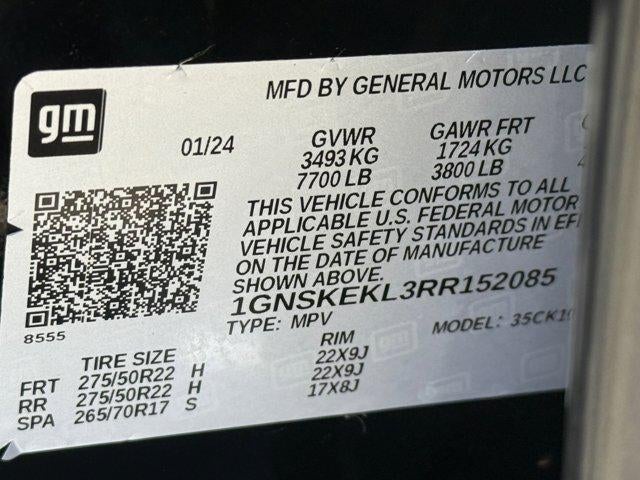 gm
MFD BY GENERAL MOTORS LLC
01/24
GVWR
3493 KG
7700 LB
GAWR FRT
1724 KG
3800 LB
THIS VEHICLE CONFORMS TO ALL
APPLICABLE U.S. FEDERAL MOTOR
VEHICLE SAFETY STANDARDS IN
ON THE DATE OF MANUFACTURE
SHOWN ABOVE.
1GNSKEKL3RR152085
TYPE: MPV MODEL:
8555
TIRE SIZE RIM
FRT 275/50R22 H 22X9J
RR 275/50R22 H 22X9J
SPA 265/70R17 S 17X8J